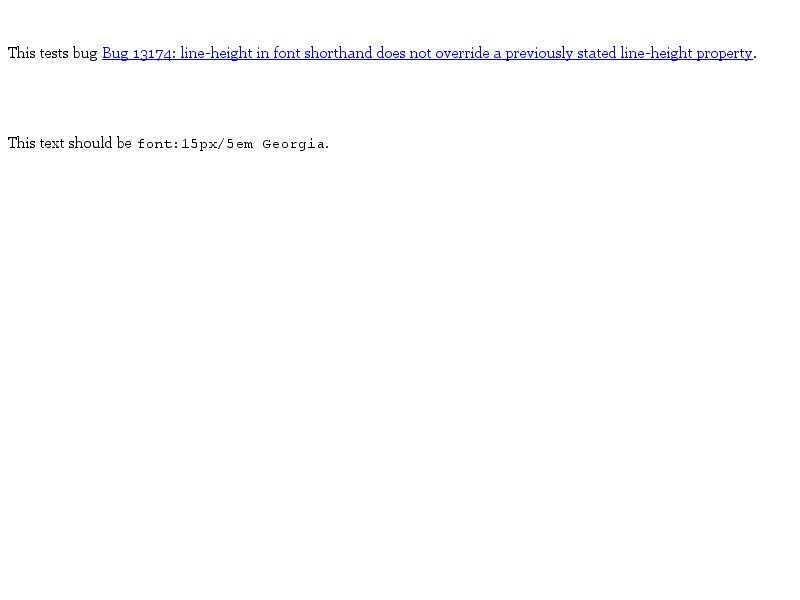 This tests bug Bug 13174: line-height in font shorthand does not override a previously stated line-height property.
This text should be font:15px/5em Georgia.